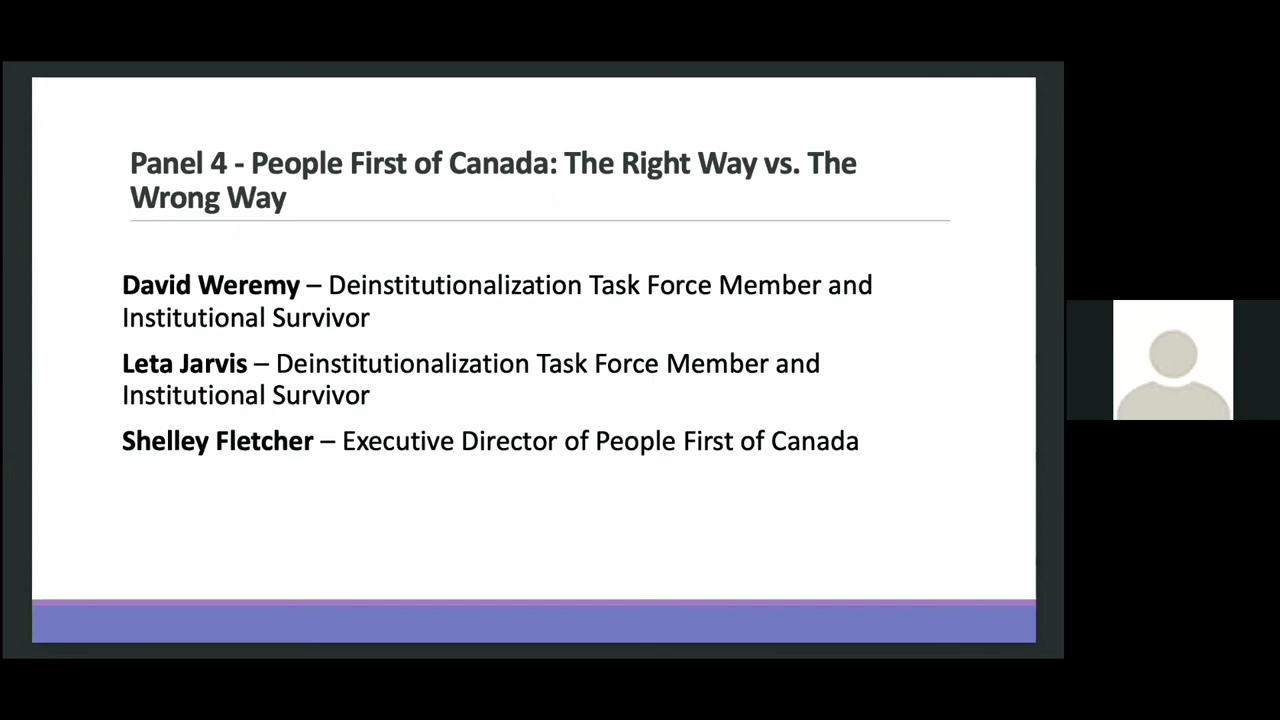 Panel 4 - People First of Canada: The Right Way vs. The
Wrong Way
David Weremy – Deinstitutionalization Task Force Member and
Institutional Survivor
Leta Jarvis – Deinstitutionalization Task Force Member and
Institutional Survivor
Shelley Fletcher – Executive Director of People First of Canada